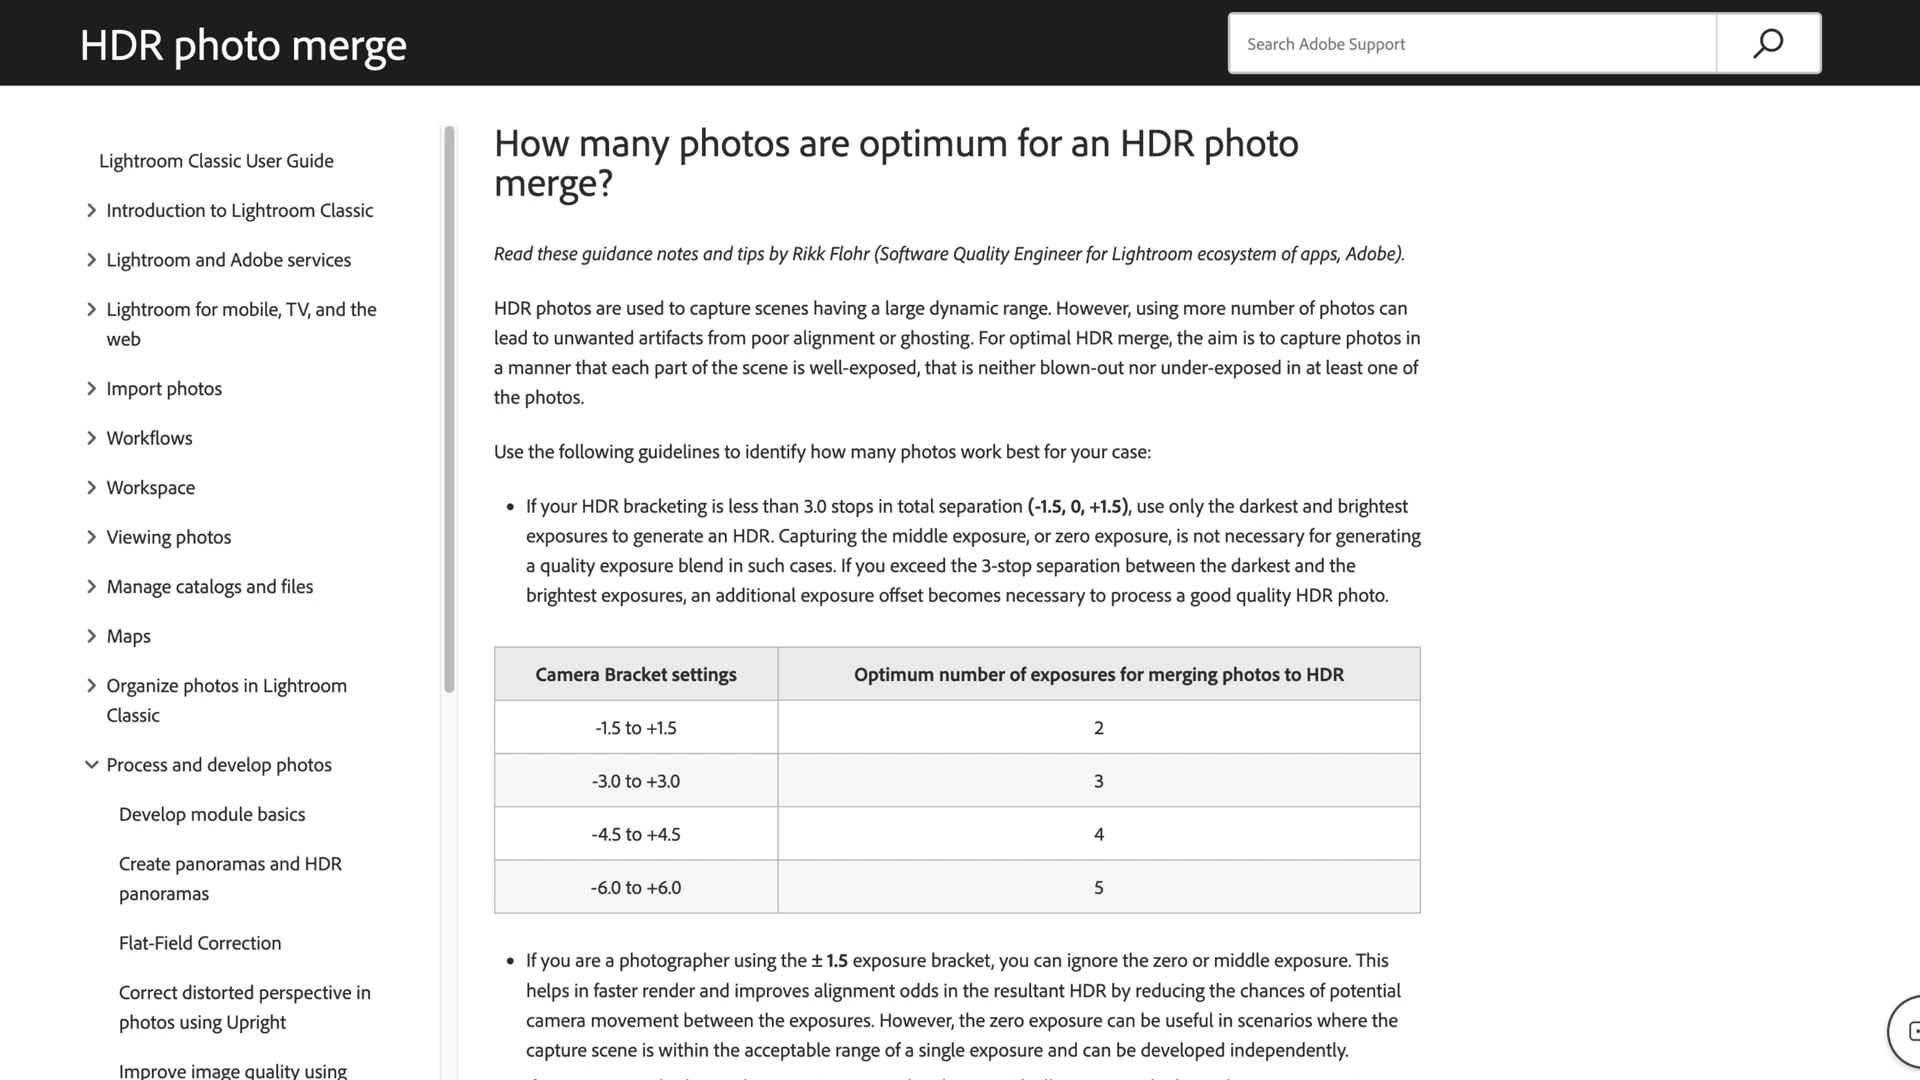 HDR photo merge
Search Adobe Support
Lightroom Classic User Guide
Introduction to Lightroom Classic
Lightroom and Adobe services
Lightroom for mobile, TV, and the
web
Import photos
Workflows
Workspace
Viewing photos
Manage catalogs and files
Maps
Organize photos in Lightroom
Classic
Process and develop photos
Develop module basics
Create panoramas and HDR
panoramas
Flat-Field Correction
Correct distorted perspective in
photos using Upright
Improve image quality using
How many photos are optimum for an HDR photo
merge?
Read these guidance notes and tips by Rikk Flohr (Software Quality Engineer for Lightroom ecosystem of apps, Adobe).
HDR photos are used to capture scenes having a large dynamic range. However, using more number of photos can
lead to unwanted artifacts from poor alignment or ghosting. For optimal HDR merge, the aim is to capture photos in
a manner that each part of the scene is well-exposed, that is neither blown-out nor under-exposed in at least one of
the photos.
Use the following guidelines to identify how many photos work best for your case:
• If your HDR bracketing is less than 3.0 stops in total separation (-1.5, 0, +1.5), use only the darkest and brightest
exposures to generate an HDR. Capturing the middle exposure, or zero exposure, is not necessary for generating
a quality exposure blend in such cases. If you exceed the 3-stop separation between the darkest and the
brightest exposures, an additional exposure offset becomes necessary to process a good quality HDR photo.
Camera Bracket settings Optimum number of exposures for merging photos to HDR
-1.5 to +1.5 2
-3.0 to +3.0 3
-4.5 to +4.5 4
-6.0 to +6.0 5
• If you are a photographer using the ± 1.5 exposure bracket, you can ignore the zero or middle exposure. This
helps in faster render and improves alignment odds in the resultant HDR by reducing the chances of potential
camera movement between the exposures. However, the zero exposure can be useful in scenarios where the
capture scene is within the acceptable range of a single exposure and can be developed independently.